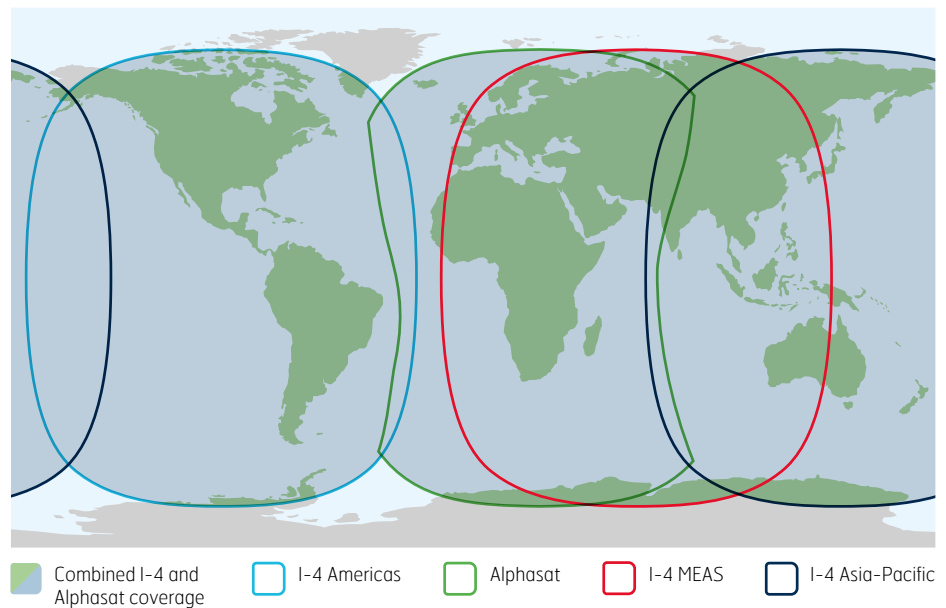 Combined I-4 and
Alphasat coverage
I-4 Americas
Alphasat
I-4 MEAS
I-4 Asia-Pacific